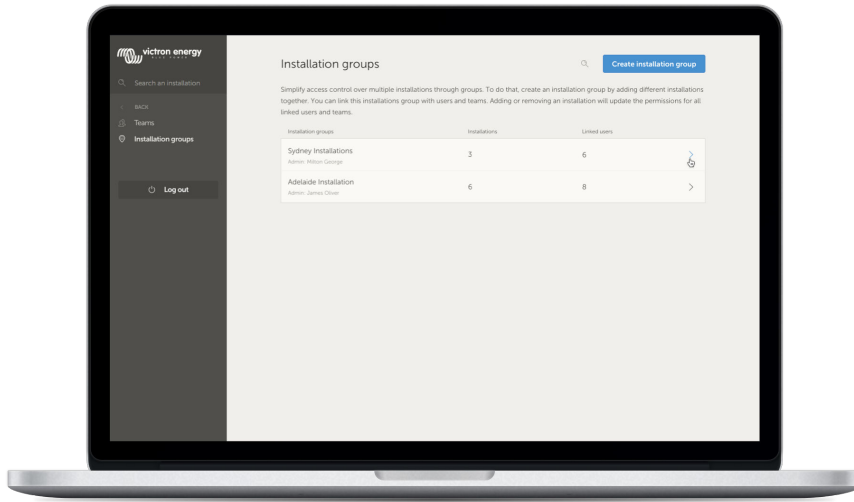 victron energy
BLUE POWER
Search an installation
BACK
Teams
Installation groups
Log out
Installation groups
Create installation group
Simplify access control over multiple installations through groups. To do that, create an installation group by adding different installations
together. You can link this installations group with users and teams. Adding or removing an installation will update the permissions for all
linked users and teams.
Installation groups Installations Linked users
Sydney Installations 3 6
Admin: Milton George
Adelaide Installation 6 8
Admin: James Oliver